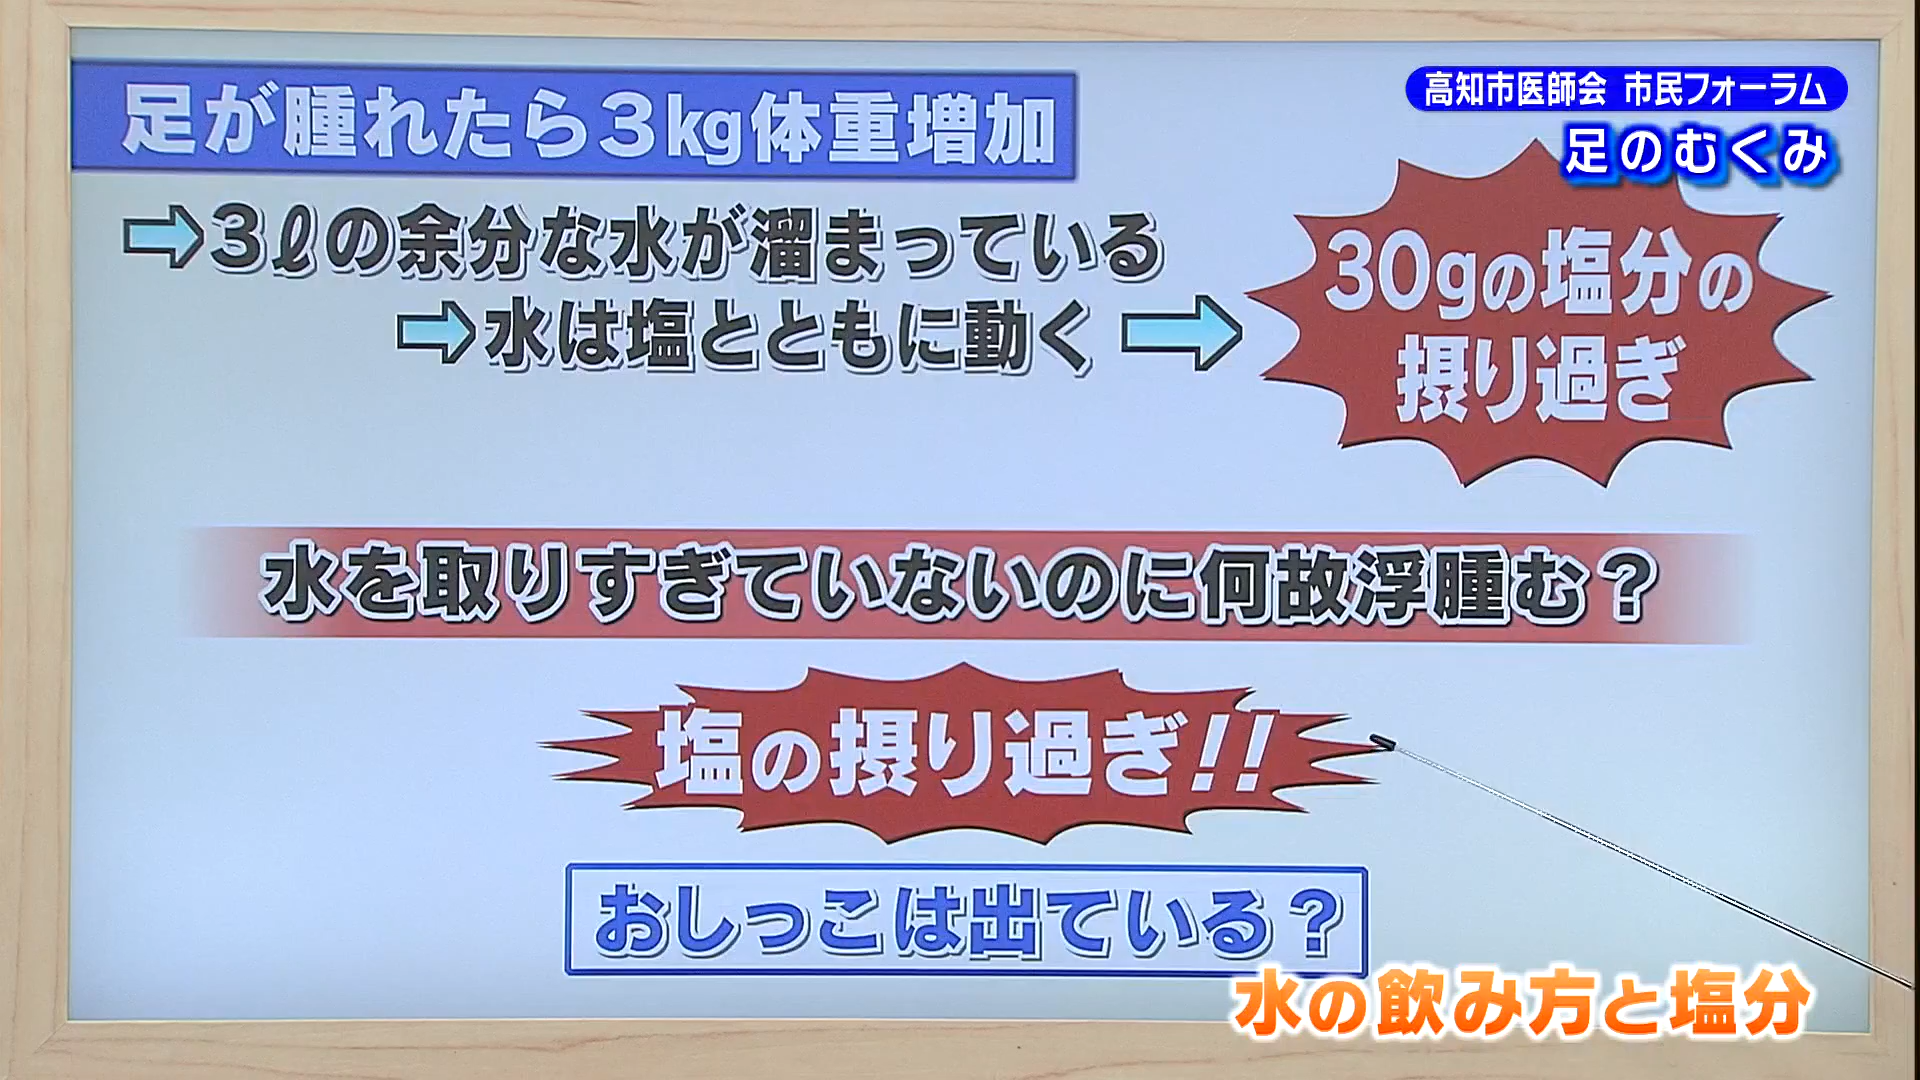 足が腫れたら3kg体重増加
高知市医師会 市民フォーラム
足のむくみ
⇨3ℓの余分な水が溜まっている
⇨水は塩とともに動く⇨
30gの塩分の
摂り過ぎ
水を取りすぎていないのに何故浮腫む?
塩の摂り過ぎ!!
おしっこは出ている?
水の飲み方と塩分